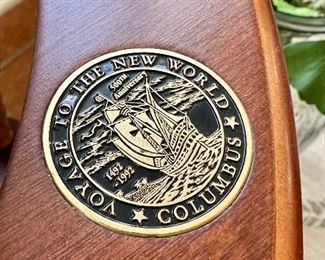 VOYAGE TO THE NEW WORLD
500TH
ANNIVERSARY
1492
-1992
COLUMBUS